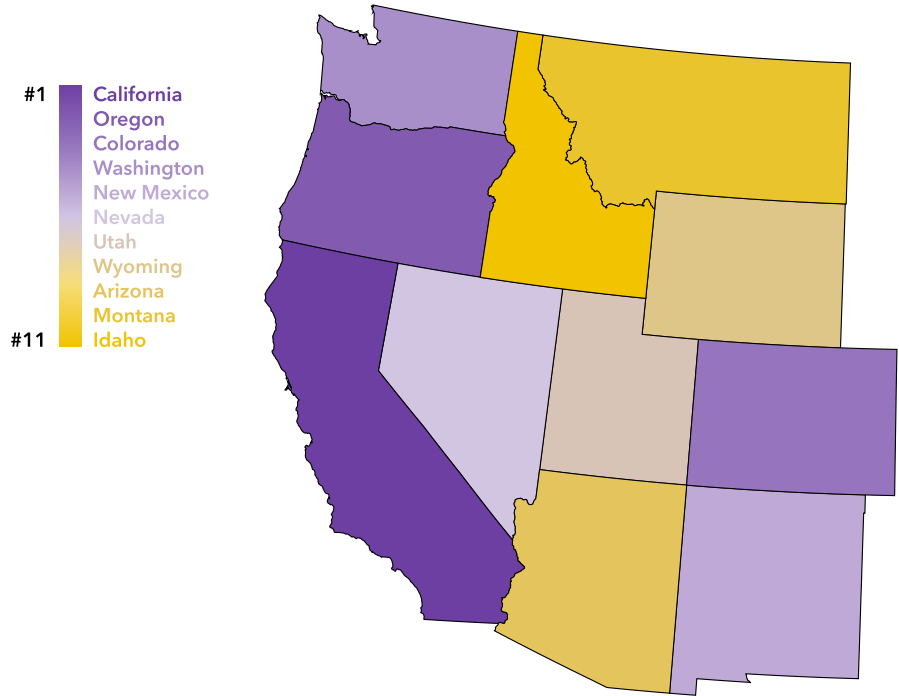 #1 California
Oregon
Colorado
Washington
New Mexico
Nevada
Utah
Wyoming
Arizona
Montana
#11 Idaho